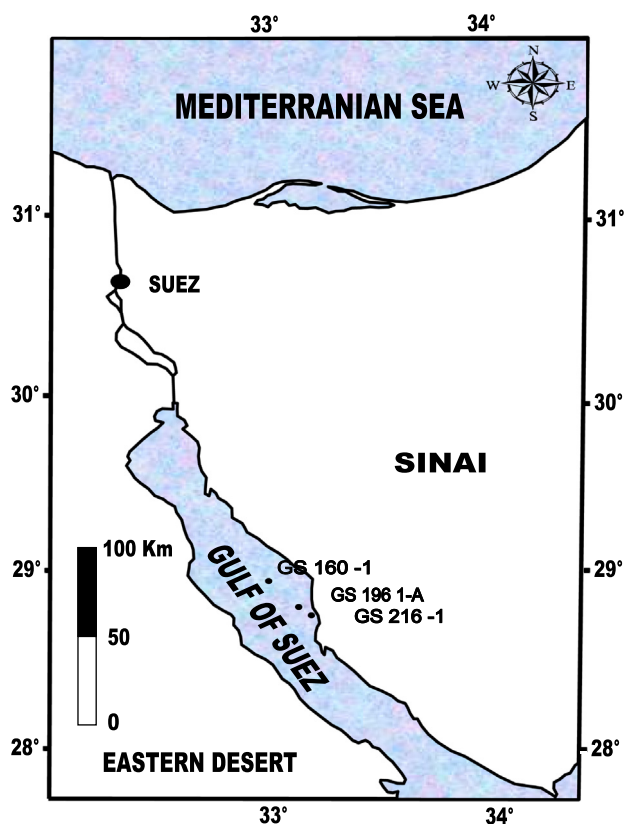 33° 34°
N
W E
S
MEDITERRANIAN SEA
31° 31°
SUEZ
30° 30°
SINAI
100 Km
29° GS 160 -1 29°
GS 196 1-A
GS 216 -1
GULF OF SUEZ
50
0
28° 28°
EASTERN DESERT
33° 34°